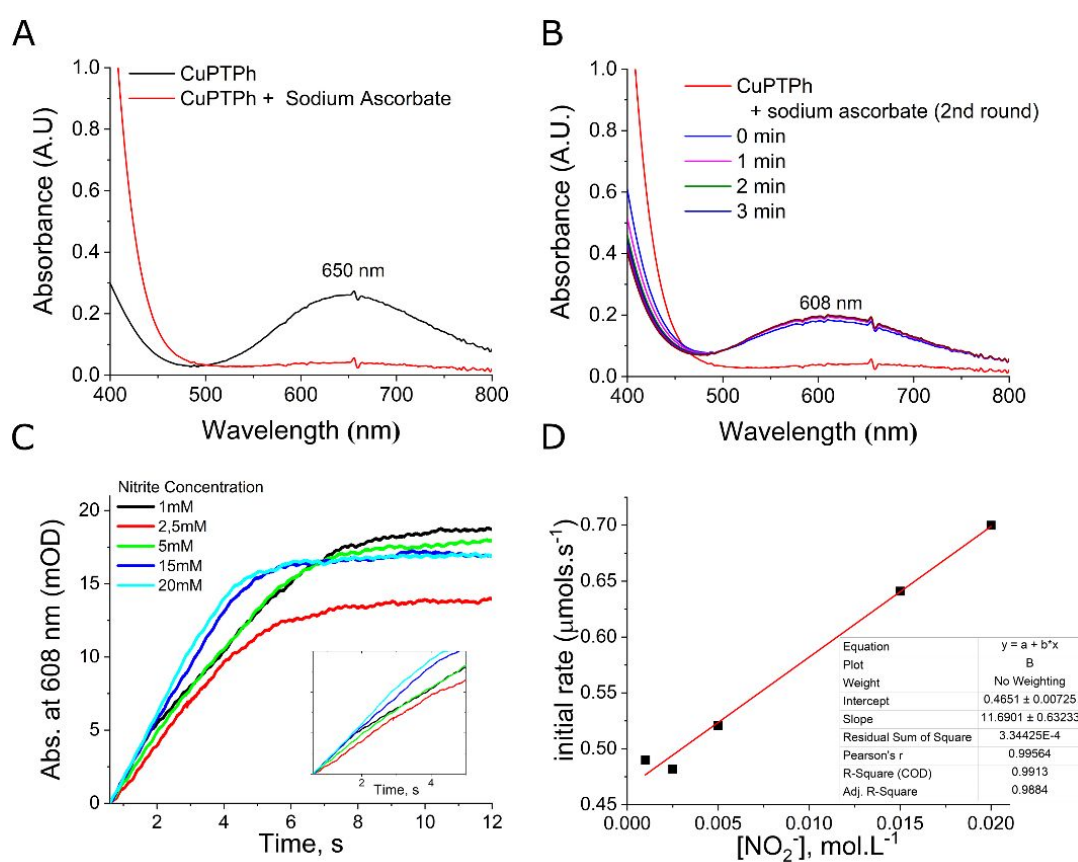 A
CuPTPh
CuPTPh + Sodium Ascorbate
650 nm
Absorbance (A.U)
1.0
0.8
0.6
0.4
0.2
0.0
400 500 600 700 800
Wavelength (nm)
B
CuPTPh
+ sodium ascorbate (2nd round)
0 min
1 min
2 min
3 min
608 nm
Absorbance (A.U.)
1.0
0.8
0.6
0.4
0.2
0.0
400 500 600 700 800
Wavelength (nm)
C
Nitrite Concentration
1mM
2,5mM
5mM
15mM
20mM
Abs. at 608 nm (mOD)
20
15
10
5
0
2 4 6 8 10 12
Time, s
2 4
Time, s
D
initial rate (µmols.s⁻¹)
0.70
0.65
0.60
0.55
0.50
0.45
0.000 0.005 0.010 0.015 0.020
[NO₂⁻], mol.L⁻¹
Equation y = a + b*x
Plot B
Weight No Weighting
Intercept 0.4651 ± 0.00725
Slope 11.6901 ± 0.63233
Residual Sum of Square 3.34425E-4
Pearson's r 0.99564
R-Square (COD) 0.9913
Adj. R-Square 0.9884